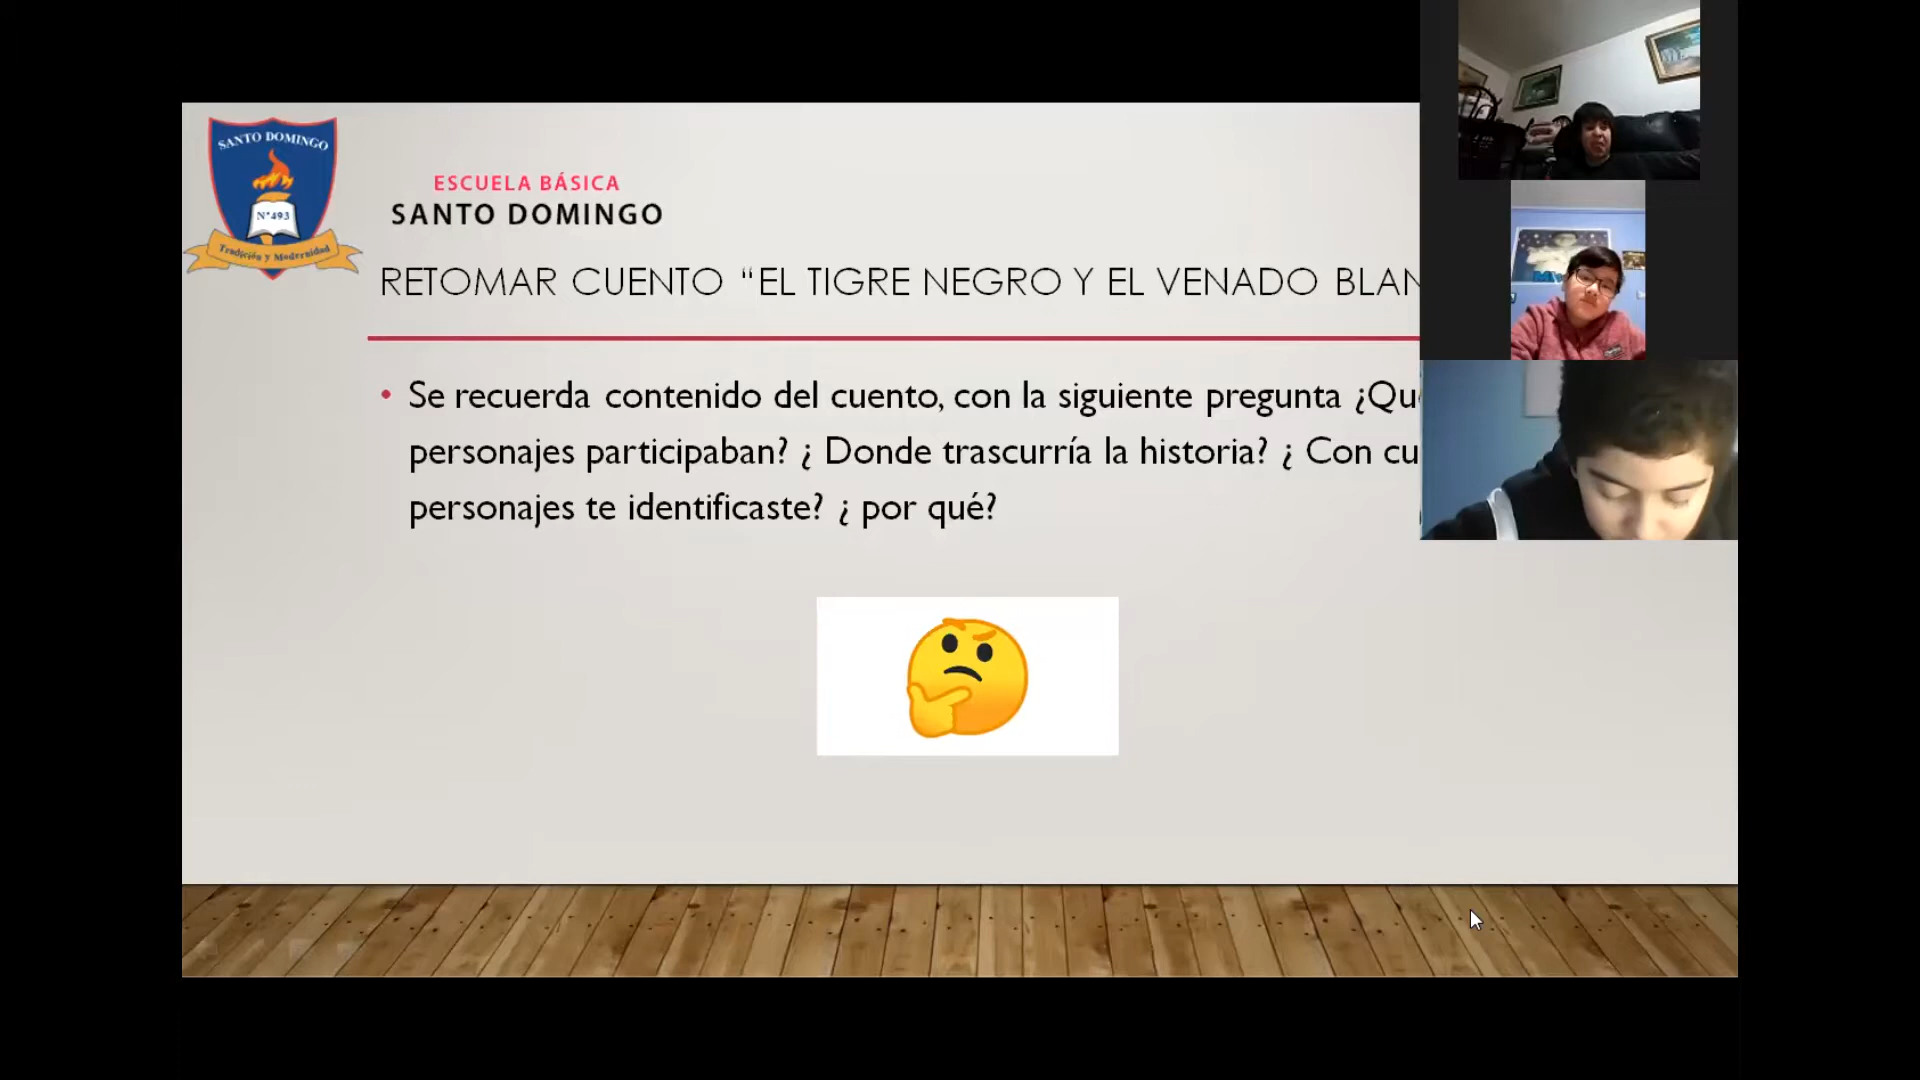 SANTO DOMINGO
N°493
Tradición y Modernidad
ESCUELA BÁSICA
SANTO DOMINGO
RETOMAR CUENTO “EL TIGRE NEGRO Y EL VENADO BLAN
• Se recuerda contenido del cuento, con la siguiente pregunta ¿Qu
personajes participaban? ¿ Donde trascurría la historia? ¿ Con cu
personajes te identificaste? ¿ por qué?